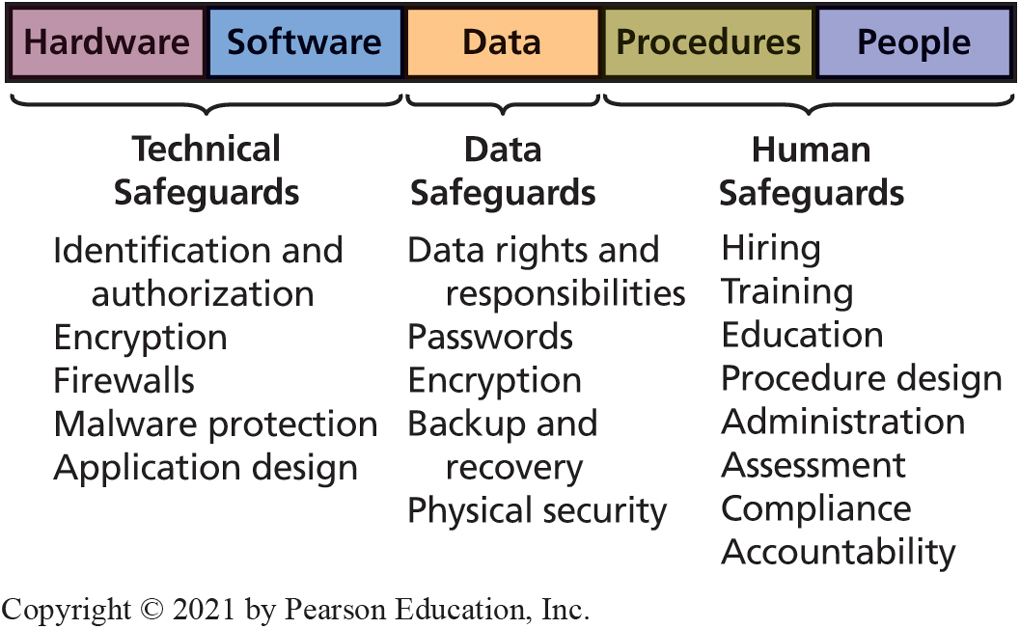 Hardware Software Data Procedures People
Technical
Safeguards
Identification and
authorization
Encryption
Firewalls
Malware protection
Application design
Data
Safeguards
Data rights and
responsibilities
Passwords
Encryption
Backup and
recovery
Physical security
Human
Safeguards
Hiring
Training
Education
Procedure design
Administration
Assessment
Compliance
Accountability
Copyright © 2021 by Pearson Education, Inc.